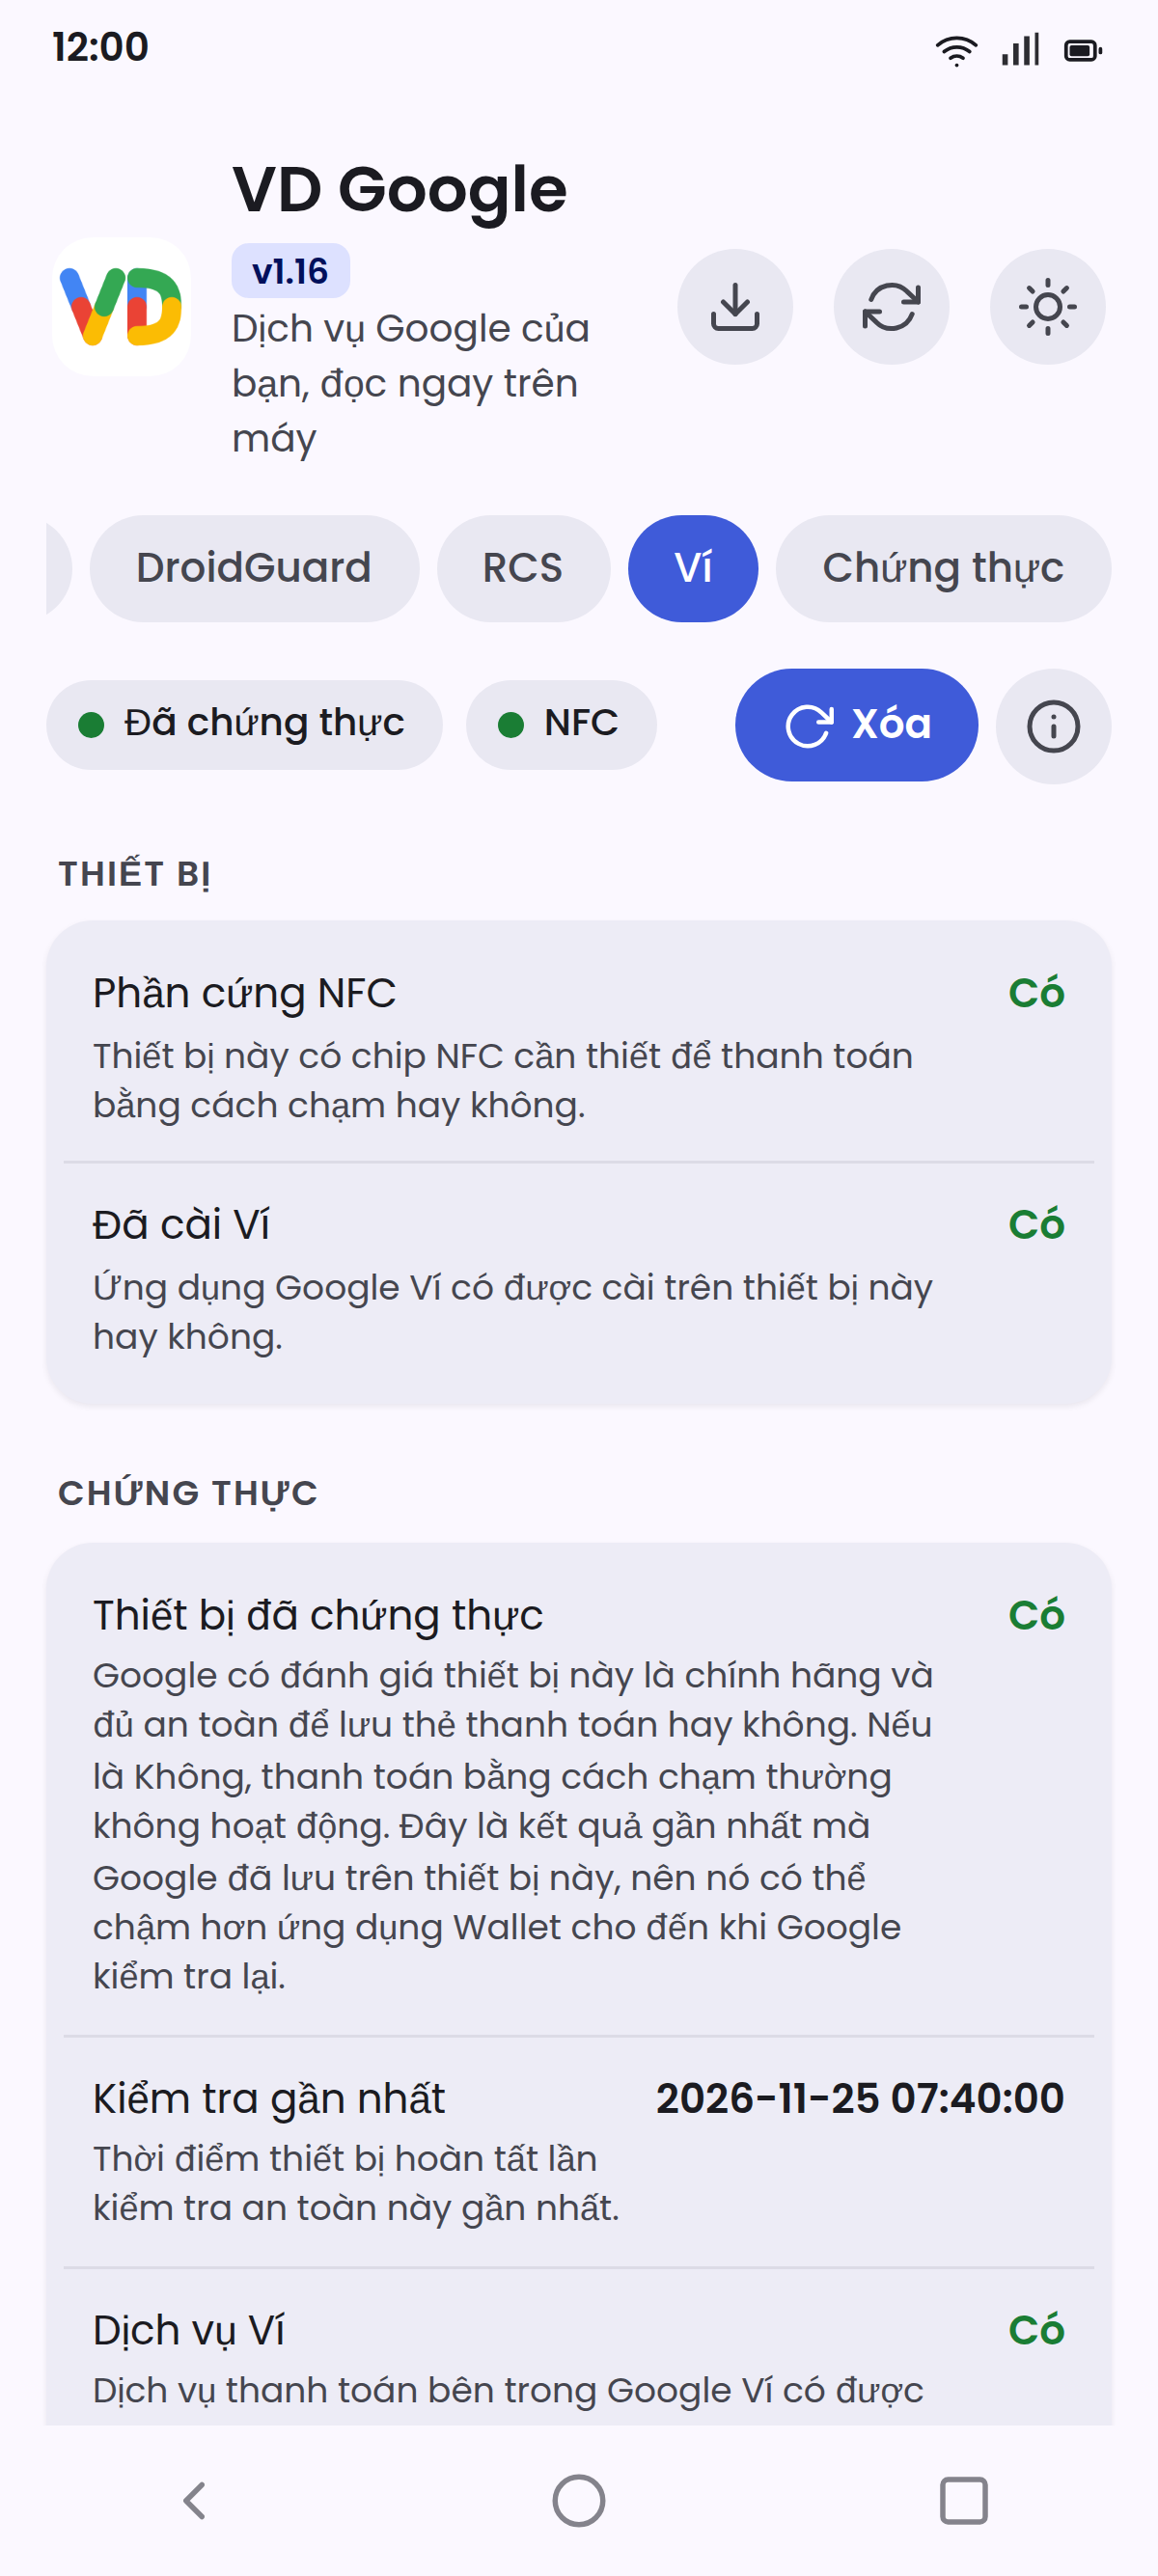 12:00
VD Google
VD
v1.16
Dịch vụ Google của
bạn, đọc ngay trên
máy
DroidGuard
RCS
Ví
Chứng thực
Đã chứng thực
NFC
Xóa
THIẾT BỊ
Phần cứng NFC
Có
Thiết bị này có chip NFC cần thiết để thanh toán
bằng cách chạm hay không.
Đã cài Ví
Có
Ứng dụng Google Ví có được cài trên thiết bị này
hay không.
CHỨNG THỰC
Thiết bị đã chứng thực
Có
Google có đánh giá thiết bị này là chính hãng và
đủ an toàn để lưu thẻ thanh toán hay không. Nếu
là Không, thanh toán bằng cách chạm thường
không hoạt động. Đây là kết quả gần nhất mà
Google đã lưu trên thiết bị này, nên nó có thể
chậm hơn ứng dụng Wallet cho đến khi Google
kiểm tra lại.
Kiểm tra gần nhất
2026-11-25 07:40:00
Thời điểm thiết bị hoàn tất lần
kiểm tra an toàn này gần nhất.
Dịch vụ Ví
Có
Dịch vụ thanh toán bên trong Google Ví có được